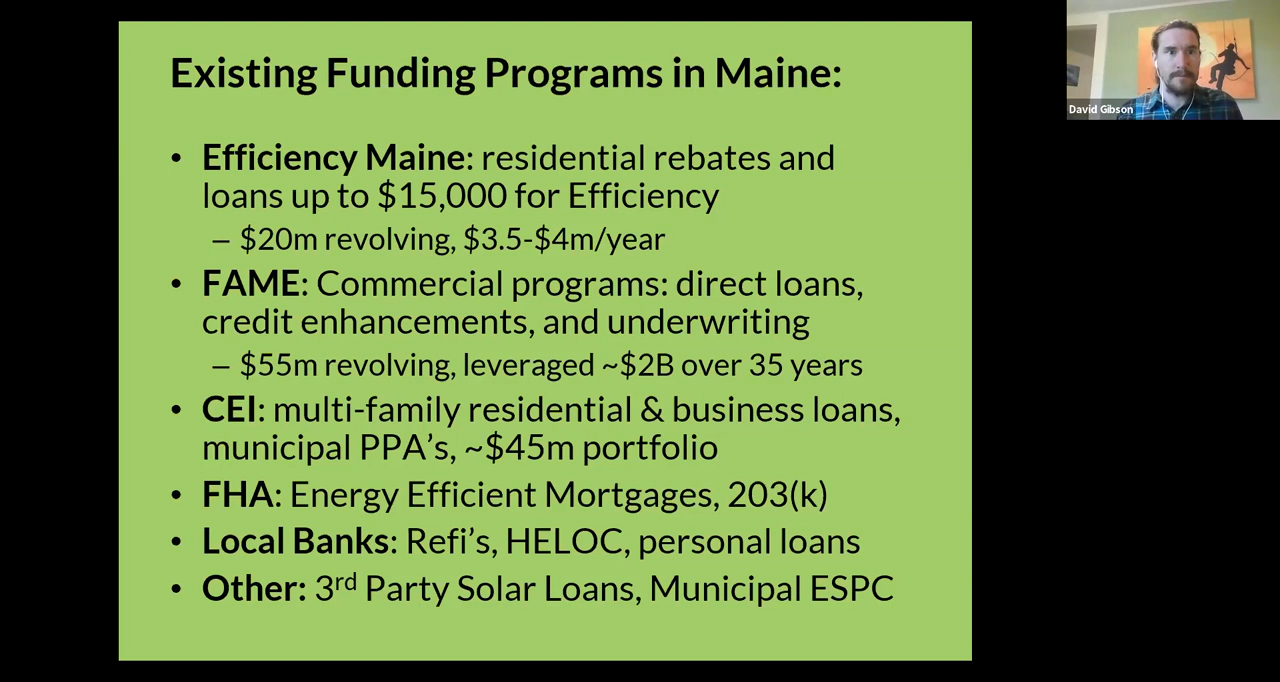 Existing Funding Programs in Maine:
• Efficiency Maine: residential rebates and
loans up to $15,000 for Efficiency
– $20m revolving, $3.5-$4m/year
• FAME: Commercial programs: direct loans,
credit enhancements, and underwriting
– $55m revolving, leveraged ~$2B over 35 years
• CEI: multi-family residential & business loans,
municipal PPA’s, ~$45m portfolio
• FHA: Energy Efficient Mortgages, 203(k)
• Local Banks: Refi’s, HELOC, personal loans
• Other: 3rd Party Solar Loans, Municipal ESPC
David Gibson